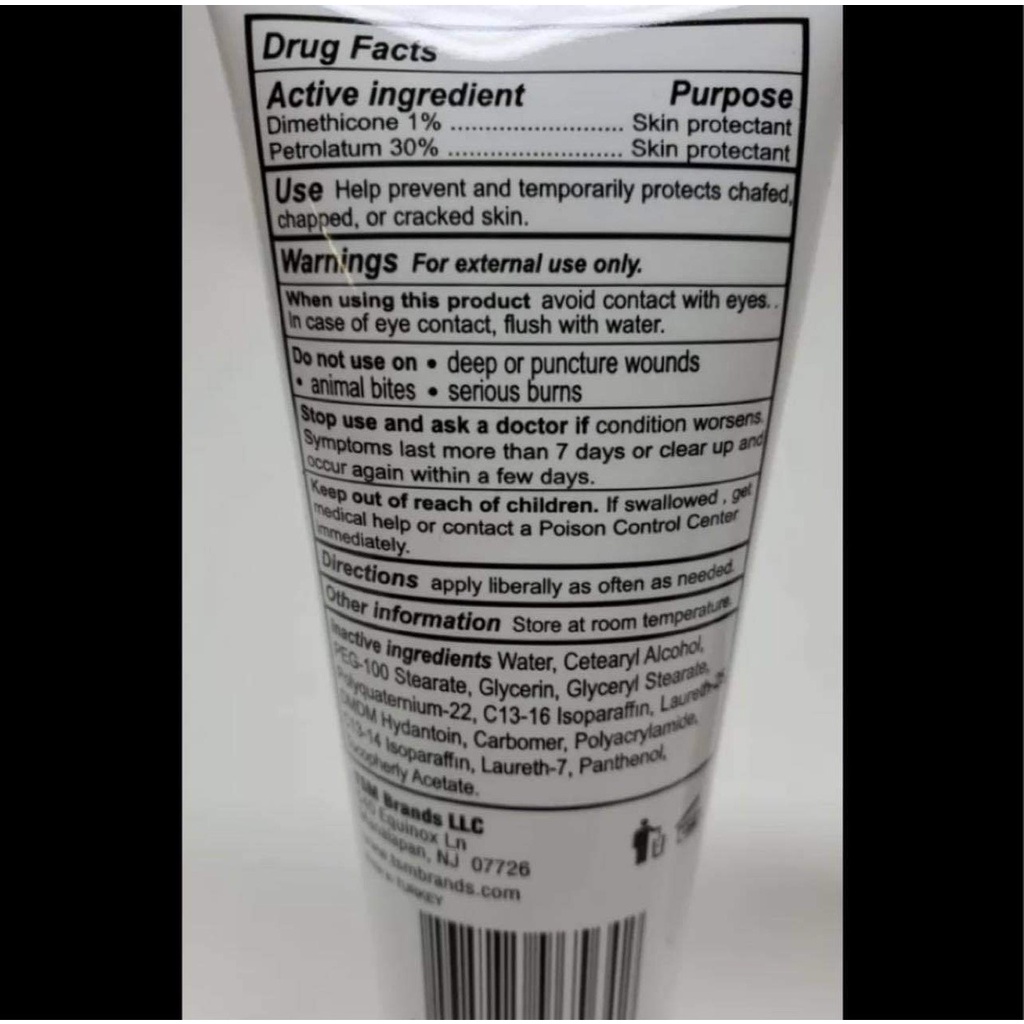 Drug Facts
Active ingredient Purpose
Dimethicone 1% ........................ Skin protectant
Petrolatum 30% ........................ Skin protectant
Use Help prevent and temporarily protects chafed,
chapped, or cracked skin.
Warnings For external use only.
When using this product avoid contact with eyes..
In case of eye contact, flush with water.
Do not use on • deep or puncture wounds
• animal bites • serious burns
Stop use and ask a doctor if condition worsens.
Symptoms last more than 7 days or clear up and
occur again within a few days.
Keep out of reach of children. If swallowed , get
medical help or contact a Poison Control Center
immediately.
Directions apply liberally as often as needed.
Other information Store at room temperature.
Inactive ingredients Water, Cetearyl Alcohol,
PEG-100 Stearate, Glycerin, Glyceryl Stearate,
Polyquaternium-22, C13-16 Isoparaffin,
DMDM Hydantoin, Carbomer, Polyacrylamide,
C13-14 Isoparaffin, Laureth-7, Panthenol,
Acetate.
Brands LLC
Equinox Ln
Manalapan, NJ 07726
www.tsmbrands.com
TURKEY